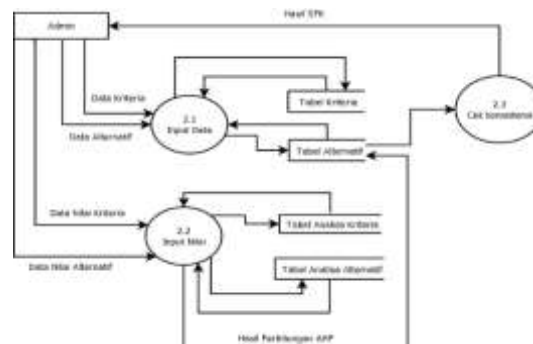 Hasil SPK
Admin
Data Kriteria
2.1
Input Data
Tabel Kriteria
2.3
Cek konsistensi
Data Alternatif
Tabel Alternatif
Data Nilai Kriteria
2.2
Input Nilai
Tabel Analisa Kriteria
Data Nilai Alternatif
Tabel Analisa Alternatif
Hasil Perhitungan AHP